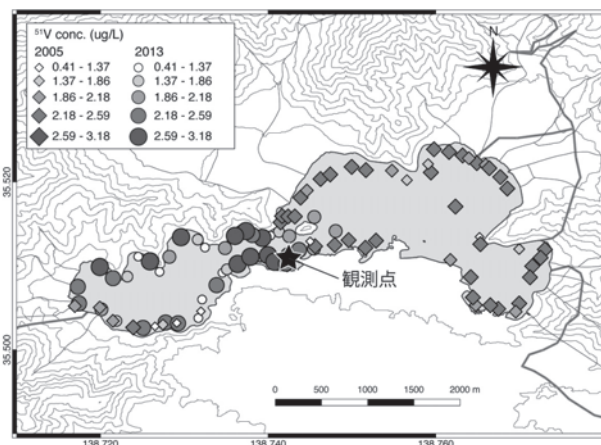 ⁵¹V conc. (ug/L)
2005 2013
0.41 - 1.37 0.41 - 1.37
1.37 - 1.86 1.37 - 1.86
1.86 - 2.18 1.86 - 2.18
2.18 - 2.59 2.18 - 2.59
2.59 - 3.18 2.59 - 3.18
N
35.520
観測点
35.500
0 500 1000 1500 2000 m
138.720 138.740 138.760